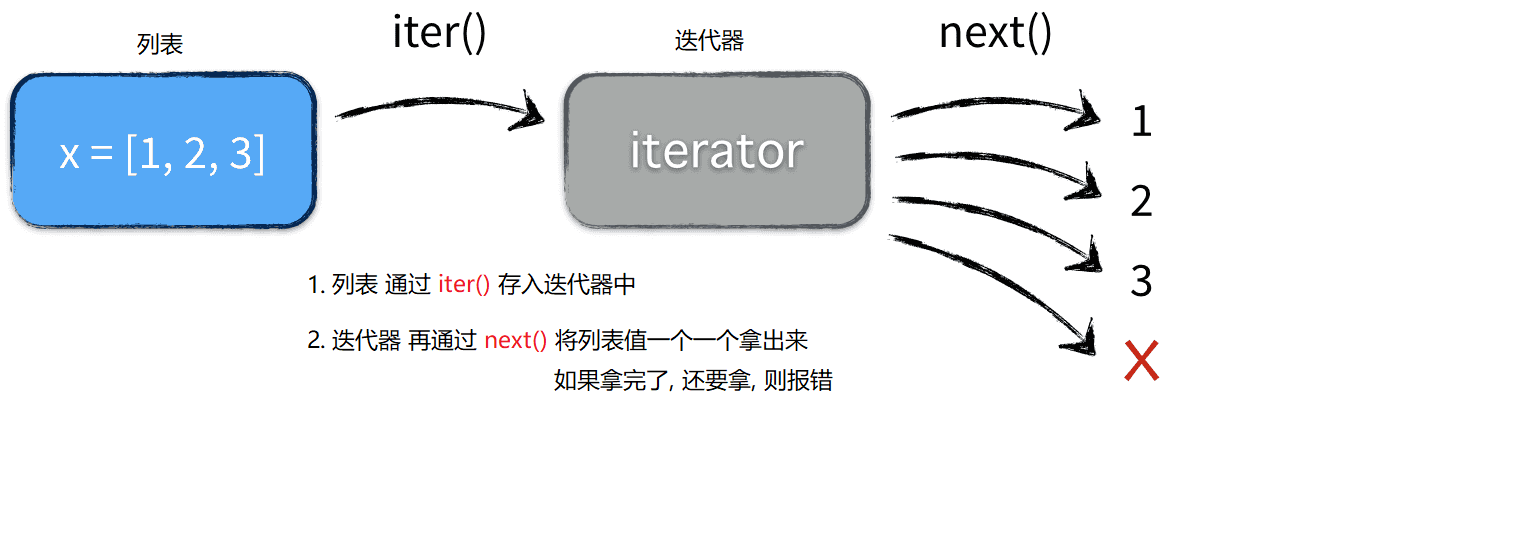 列表
iter()
迭代器
next()
x = [1, 2, 3]
iterator
1
2
3
X
1. 列表 通过 iter() 存入迭代器中
2. 迭代器 再通过 next() 将列表值一个一个拿出来
如果拿完了, 还要拿, 则报错